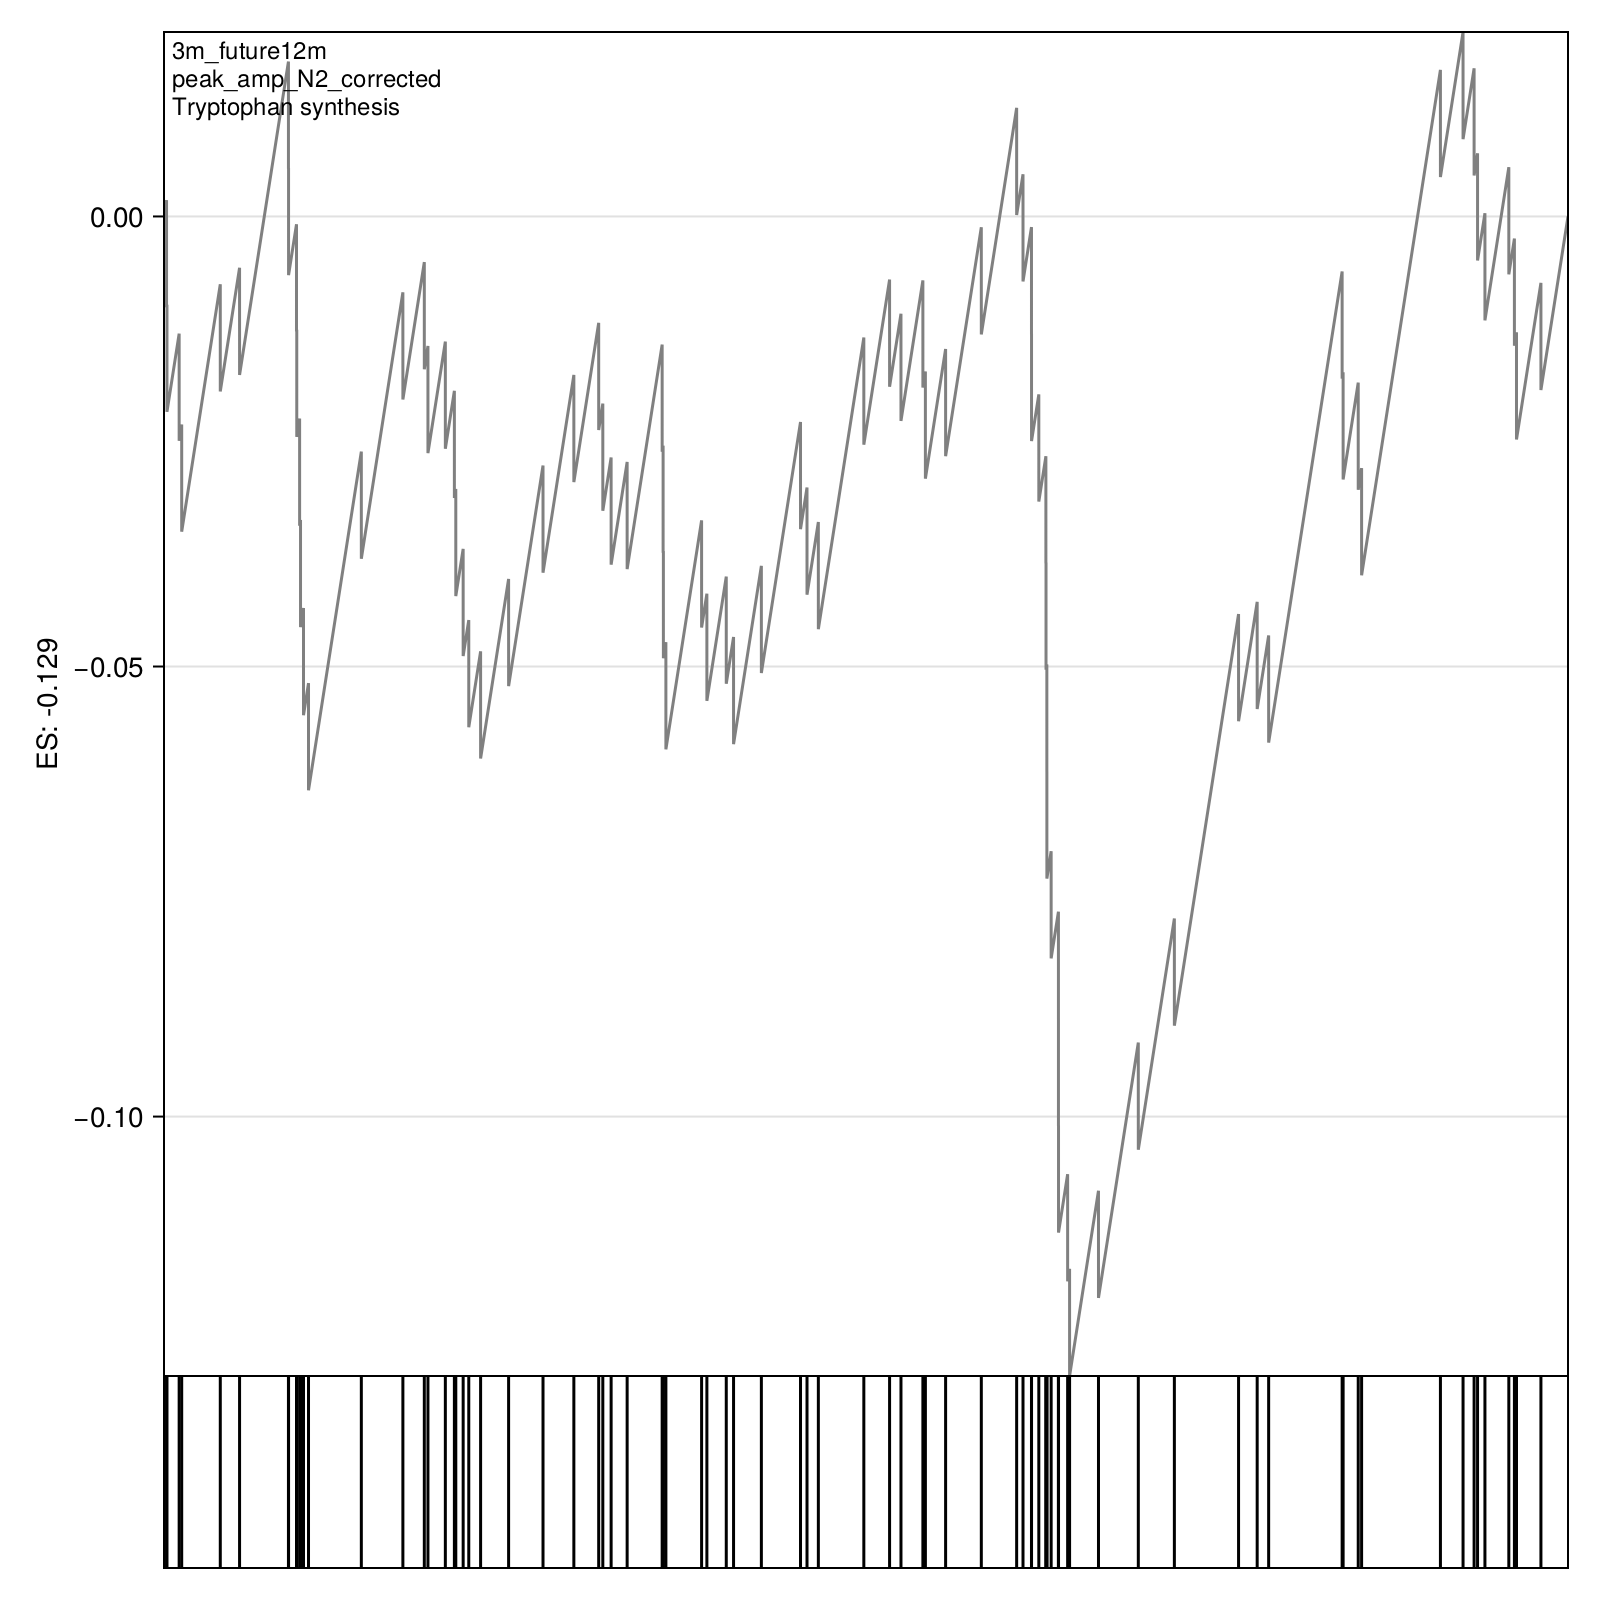 3m_future12m
peak_amp_N2_corrected
Tryptophan synthesis
0.00
−0.05
−0.10
ES: -0.129